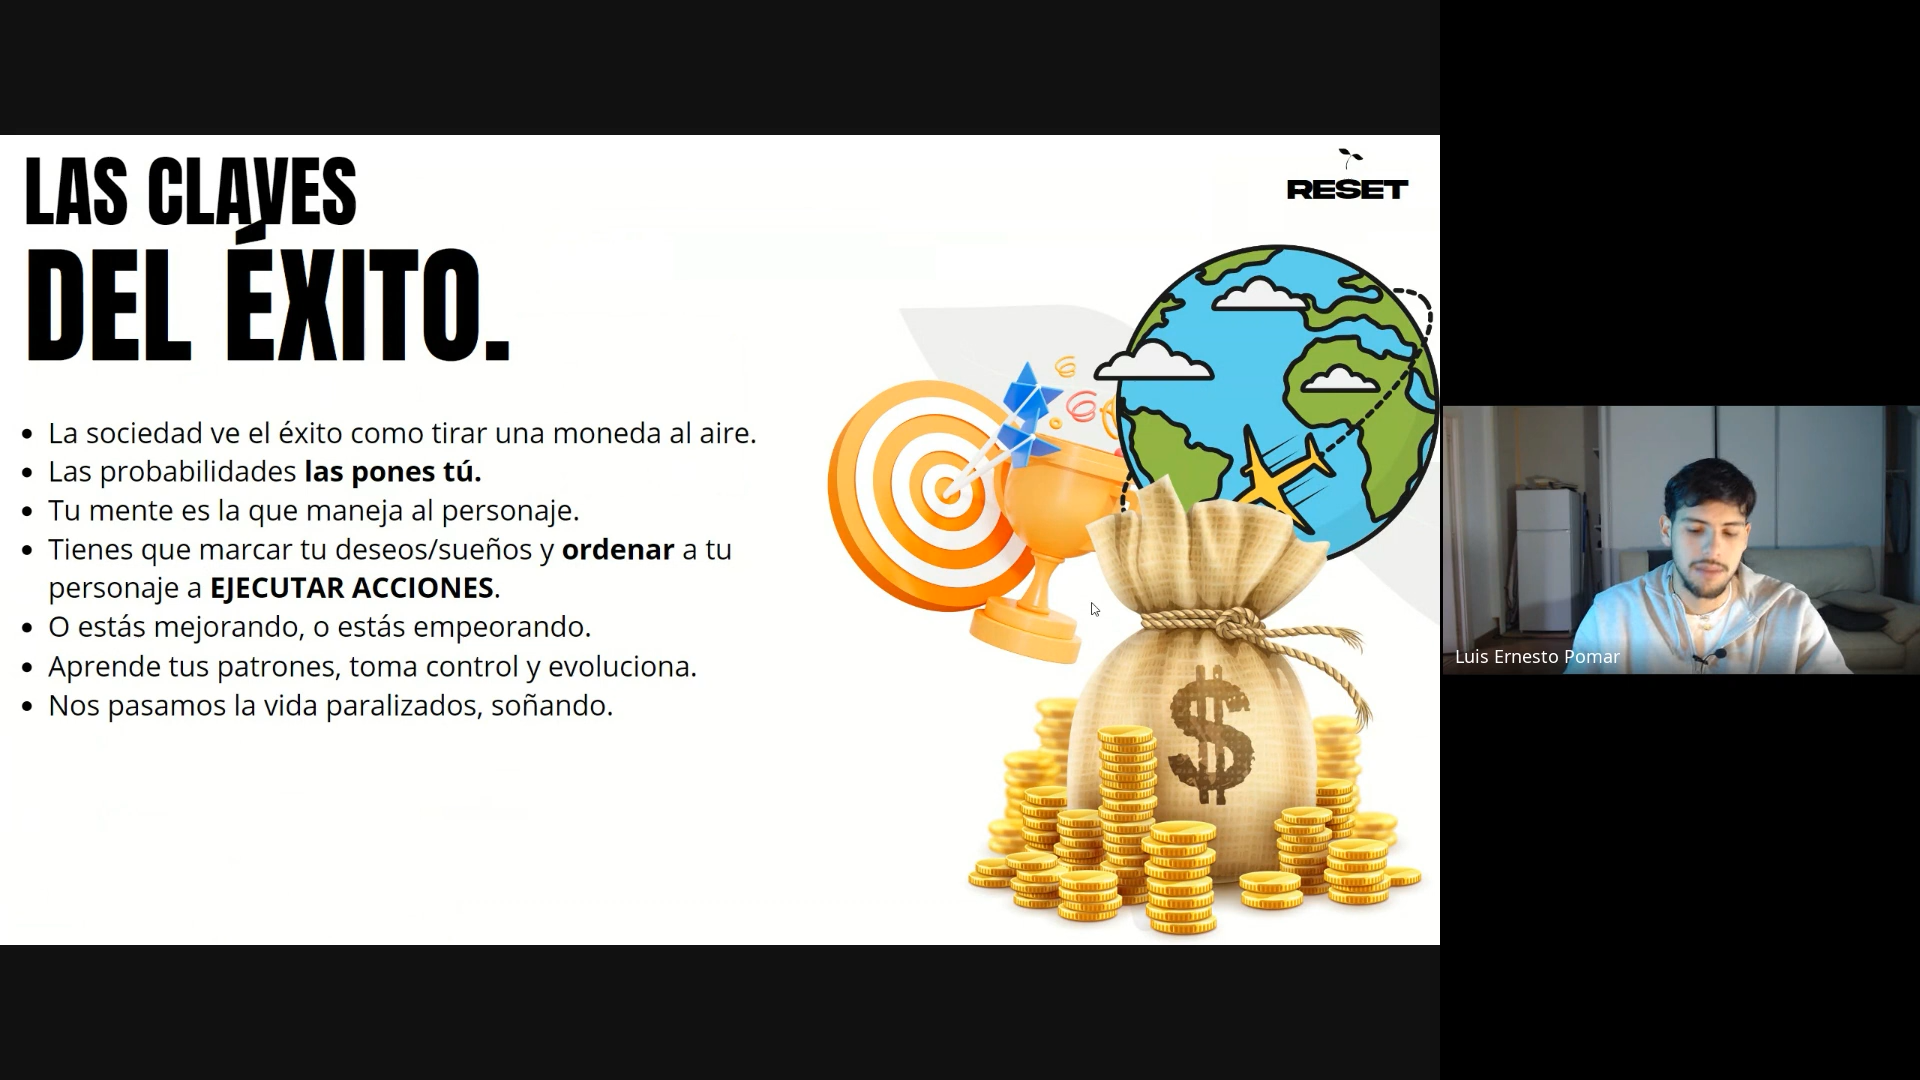 LAS CLAVES
DEL ÉXITO.
RESET
• La sociedad ve el éxito como tirar una moneda al aire.
• Las probabilidades las pones tú.
• Tu mente es la que maneja al personaje.
• Tienes que marcar tu deseos/sueños y ordenar a tu
personaje a EJECUTAR ACCIONES.
• O estás mejorando, o estás empeorando.
• Aprende tus patrones, toma control y evoluciona.
• Nos pasamos la vida paralizados, soñando.
$
Luis Ernesto Pomar